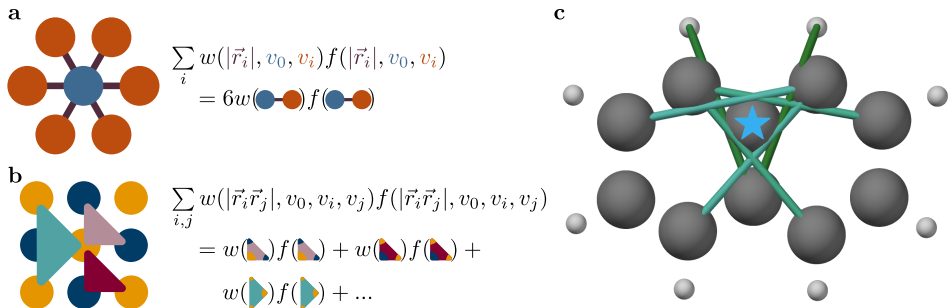 a
∑_i w(|r⃗_i|, v_0, v_i) f(|r⃗_i|, v_0, v_i)
= 6w( )f( )
b
∑_{i,j} w(|r⃗_i r⃗_j|, v_0, v_i, v_j) f(|r⃗_i r⃗_j|, v_0, v_i, v_j)
= w( )f( ) + w( )f( ) +
w( )f( ) + ...
c